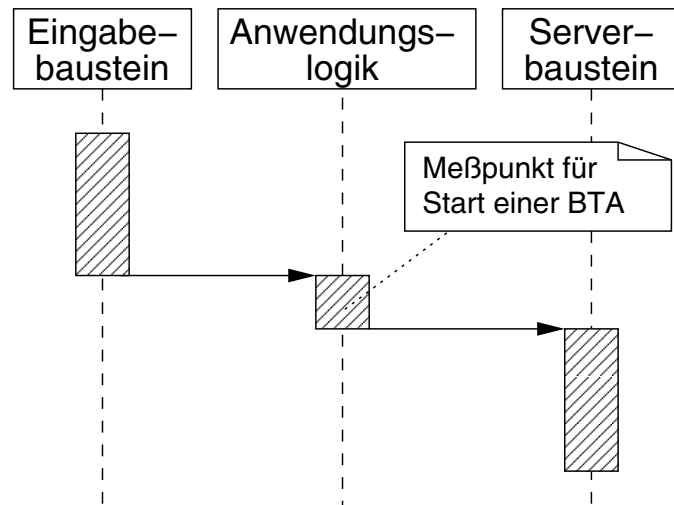 Eingabe–
baustein
Anwendungs–
logik
Server–
baustein
Meßpunkt für
Start einer BTA